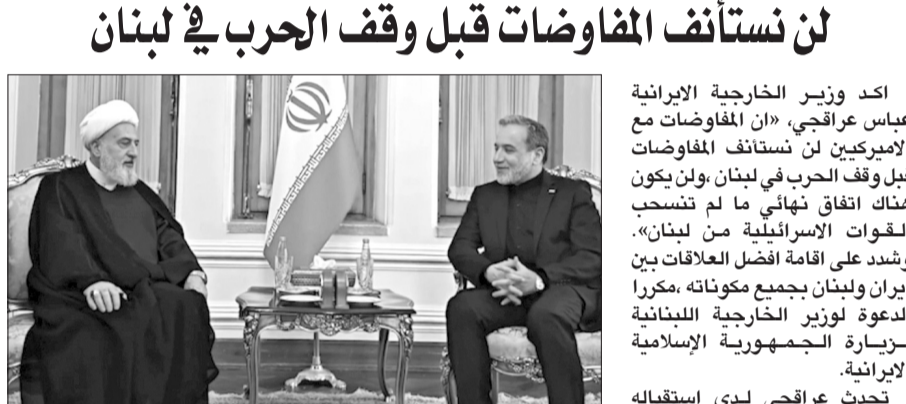 لن نستأنف المفاوضات قبل وقف الحرب في لبنان
اكد وزير الخارجية الايرانية
عباس عراقجي، «ان المفاوضات مع
الاميركيين لن نستأنف المفاوضات
قبل وقف الحرب في لبنان ،ولن يكون
هناك اتفاق نهائي ما لم تنسحب
القوات الاسرائيلية من لبنان».
وشدد على اقامة افضل العلاقات بين
ايران ولبنان بجميع مكوناته ،مكررا
الدعوة لوزير الخارجية اللبنانية
لزيارة الجمهورية الإسلامية
الايرانية.
تحدث عراقجي لدى استقباله